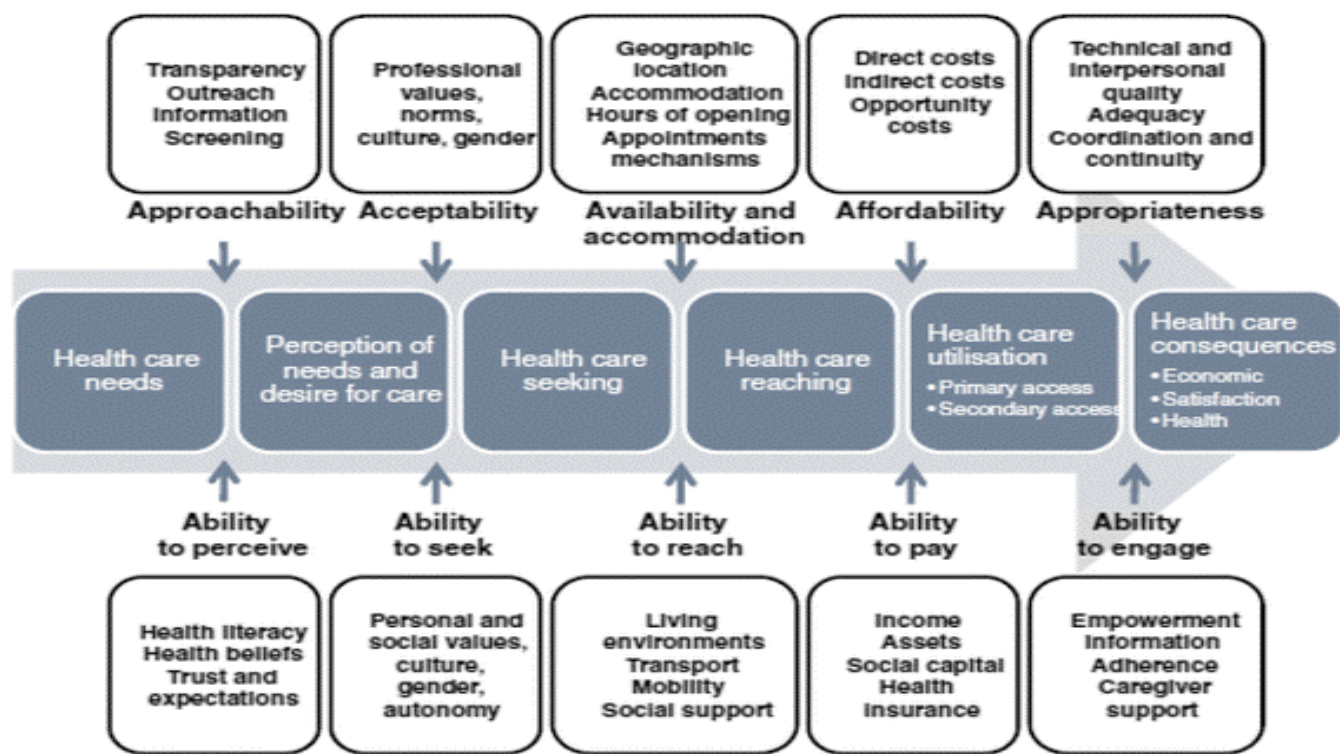 Transparency
Outreach
Information
Screening
Professional
values,
norms,
culture, gender
Geographic
location
Accommodation
Hours of opening
Appointments
mechanisms
Direct costs
Indirect costs
Opportunity
costs
Technical and
interpersonal
quality
Adequacy
Coordination and
continuity
Approachability
Acceptability
Availability and
accommodation
Affordability
Appropriateness
Health care
needs
Perception of
needs and
desire for care
Health care
seeking
Health care
reaching
Health care
utilisation
• Primary access
• Secondary access
Health care
consequences
• Economic
• Satisfaction
• Health
Ability
to perceive
Ability
to seek
Ability
to reach
Ability
to pay
Ability
to engage
Health literacy
Health beliefs
Trust and
expectations
Personal and
social values,
culture,
gender,
autonomy
Living
environments
Transport
Mobility
Social support
Income
Assets
Social capital
Health
insurance
Empowerment
Information
Adherence
Caregiver
support